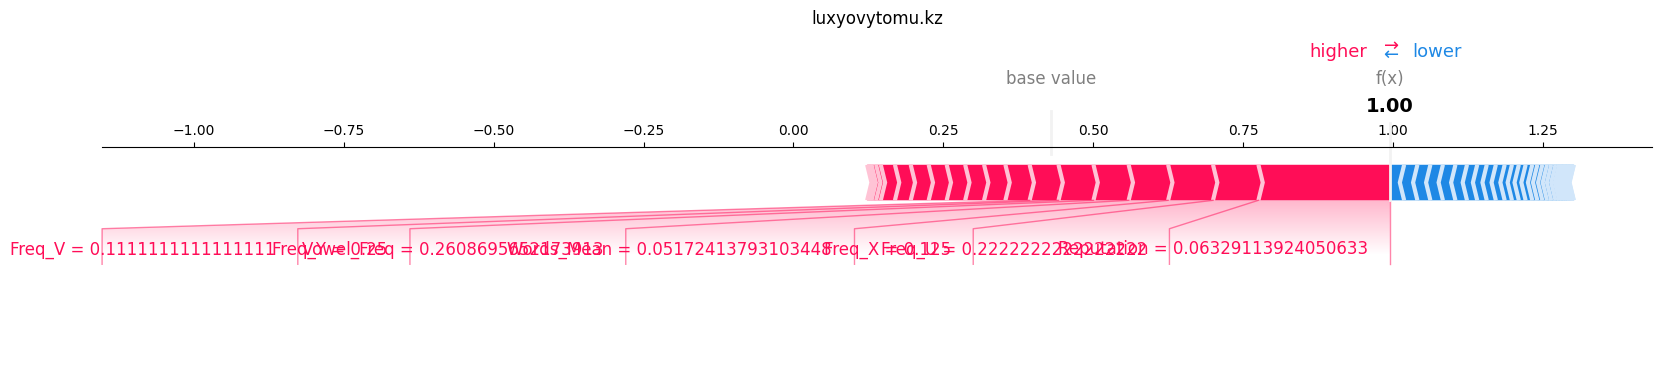 luxyovytomu.kz
higher ⇄ lower
base value
f(x)
1.00
−1.00 −0.75 −0.50 −0.25 0.00 0.25 0.50 0.75 1.00 1.25
Freq_V = 0.1111111111111111 Freq_Y = 0.25 Vowel_Freq = 0.2608695652173913 Words_Mean = 0.05172413793103448 Freq_X = 0.125 Freq_U = 0.2222222222222222 Reputation = 0.06329113924050633